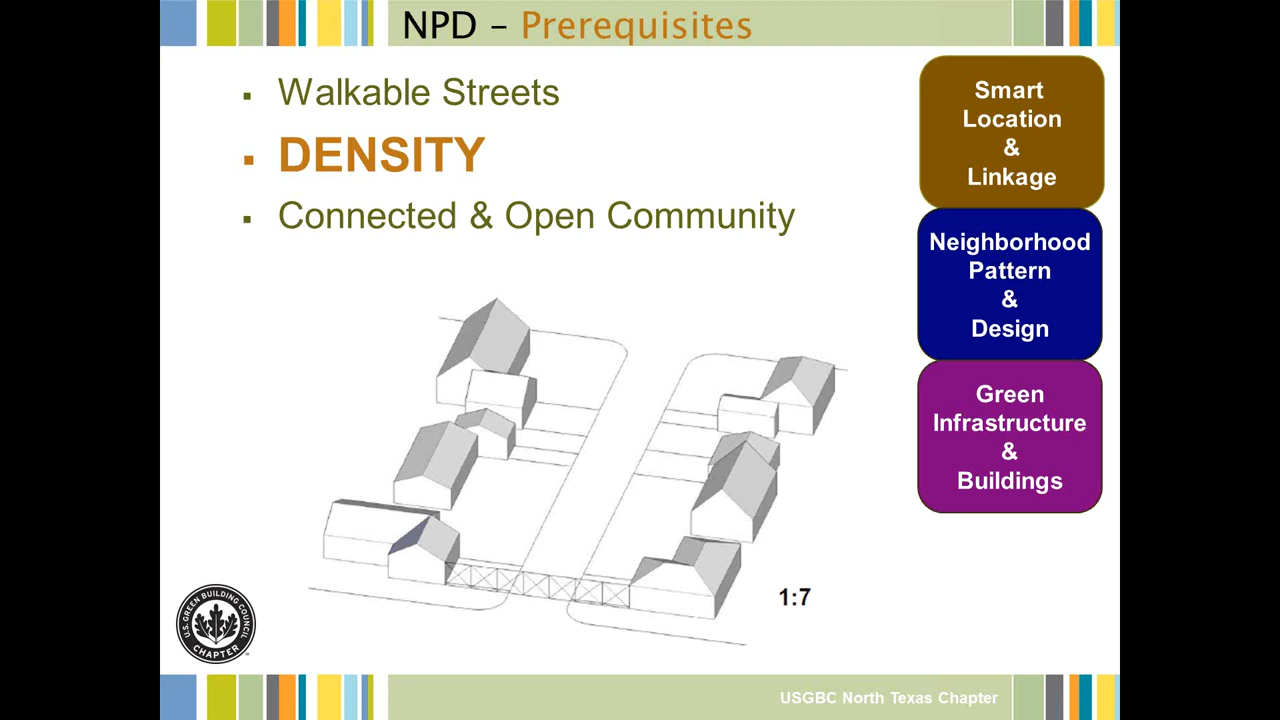 NPD – Prerequisites
▪ Walkable Streets
▪ DENSITY
▪ Connected & Open Community
Smart
Location
&
Linkage
Neighborhood
Pattern
&
Design
Green
Infrastructure
&
Buildings
1:7
U.S. GREEN BUILDING COUNCIL
CHAPTER
USGBC North Texas Chapter